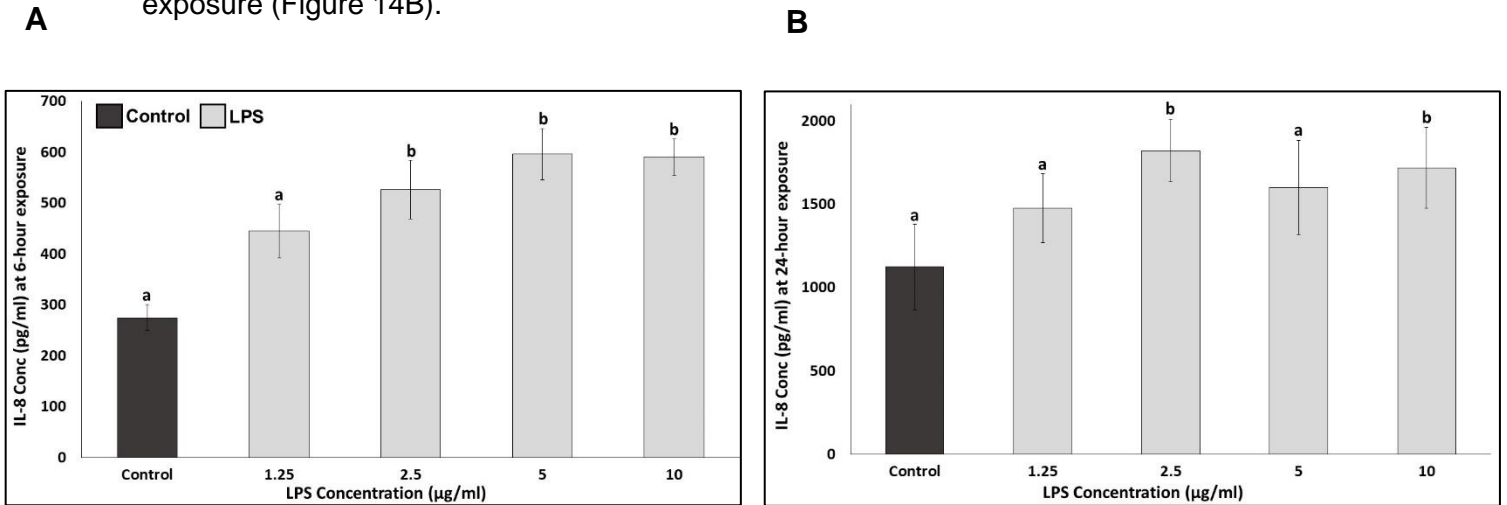 exposure (Figure 14B).
A
B
IL-8 Conc (pg/ml) at 6-hour exposure
700
600
500
400
300
200
100
0
Control LPS
a
a
b
b
b
Control 1.25 2.5 5 10
LPS Concentration (µg/ml)
IL-8 Conc (pg/ml) at 24-hour exposure
2000
1500
1000
500
0
a
a
b
a
b
Control 1.25 2.5 5 10
LPS Concentration (µg/ml)